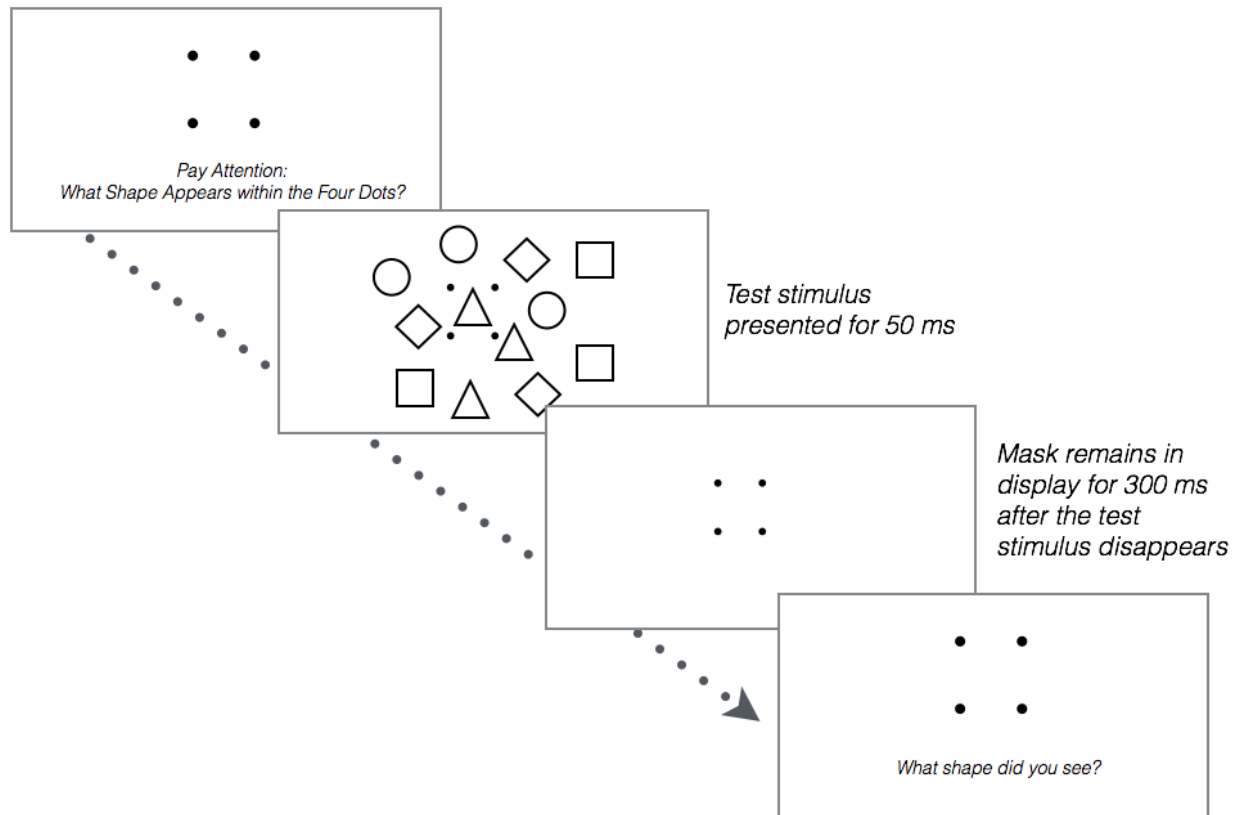 Pay Attention:
What Shape Appears within the Four Dots?
Test stimulus
presented for 50 ms
Mask remains in
display for 300 ms
after the test
stimulus disappears
What shape did you see?